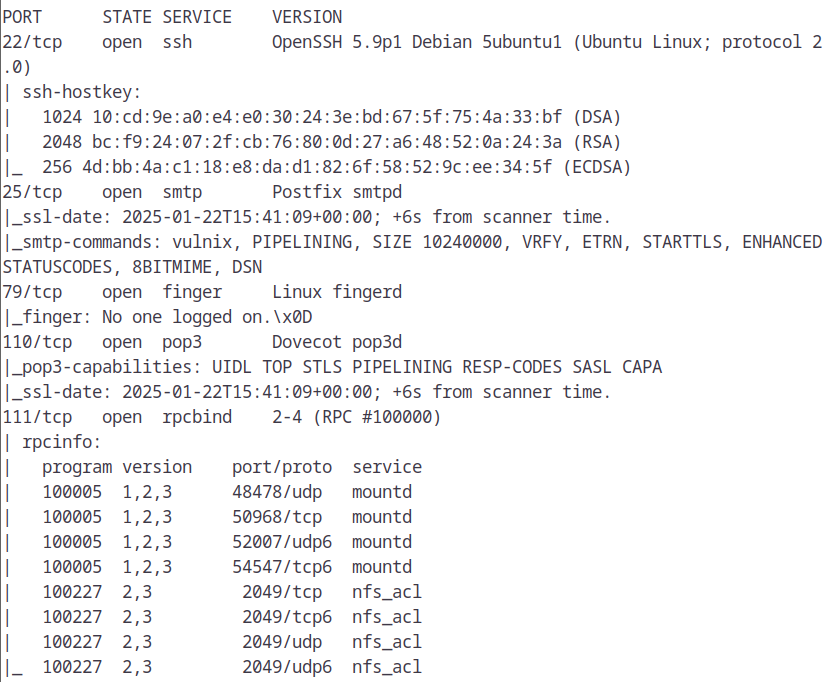 PORT      STATE SERVICE    VERSION
22/tcp    open  ssh        OpenSSH 5.9p1 Debian 5ubuntu1 (Ubuntu Linux; protocol 2
.0)
| ssh-hostkey:
|   1024 10:cd:9e:a0:e4:e0:30:24:3e:bd:67:5f:75:4a:33:bf (DSA)
|   2048 bc:f9:24:07:2f:cb:76:80:0d:27:a6:48:52:0a:24:3a (RSA)
|_  256 4d:bb:4a:c1:18:e8:da:d1:82:6f:58:52:9c:ee:34:5f (ECDSA)
25/tcp    open  smtp       Postfix smtpd
|_ssl-date: 2025-01-22T15:41:09+00:00; +6s from scanner time.
|_smtp-commands: vulnix, PIPELINING, SIZE 10240000, VRFY, ETRN, STARTTLS, ENHANCED
STATUSCODES, 8BITMIME, DSN
79/tcp    open  finger     Linux fingerd
|_finger: No one logged on.\x0D
110/tcp   open  pop3       Dovecot pop3d
|_pop3-capabilities: UIDL TOP STLS PIPELINING RESP-CODES SASL CAPA
|_ssl-date: 2025-01-22T15:41:09+00:00; +6s from scanner time.
111/tcp   open  rpcbind    2-4 (RPC #100000)
| rpcinfo:
|   program version    port/proto  service
|   100005  1,2,3      48478/udp   mountd
|   100005  1,2,3      50968/tcp   mountd
|   100005  1,2,3      52007/udp6  mountd
|   100005  1,2,3      54547/tcp6  mountd
|   100227  2,3         2049/tcp   nfs_acl
|   100227  2,3         2049/tcp6  nfs_acl
|   100227  2,3         2049/udp   nfs_acl
|_  100227  2,3         2049/udp6  nfs_acl